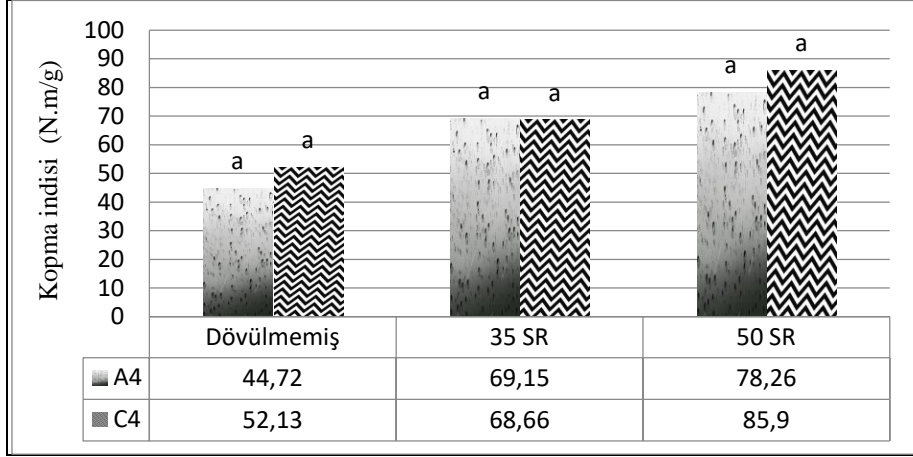 Kopma indisi (N.m/g)
100
90
80
70
60
50
40
30
20
10
0
a
a
a
a
a
a
Dövülmemiş 35 SR 50 SR
A4 44,72 69,15 78,26
C4 52,13 68,66 85,9